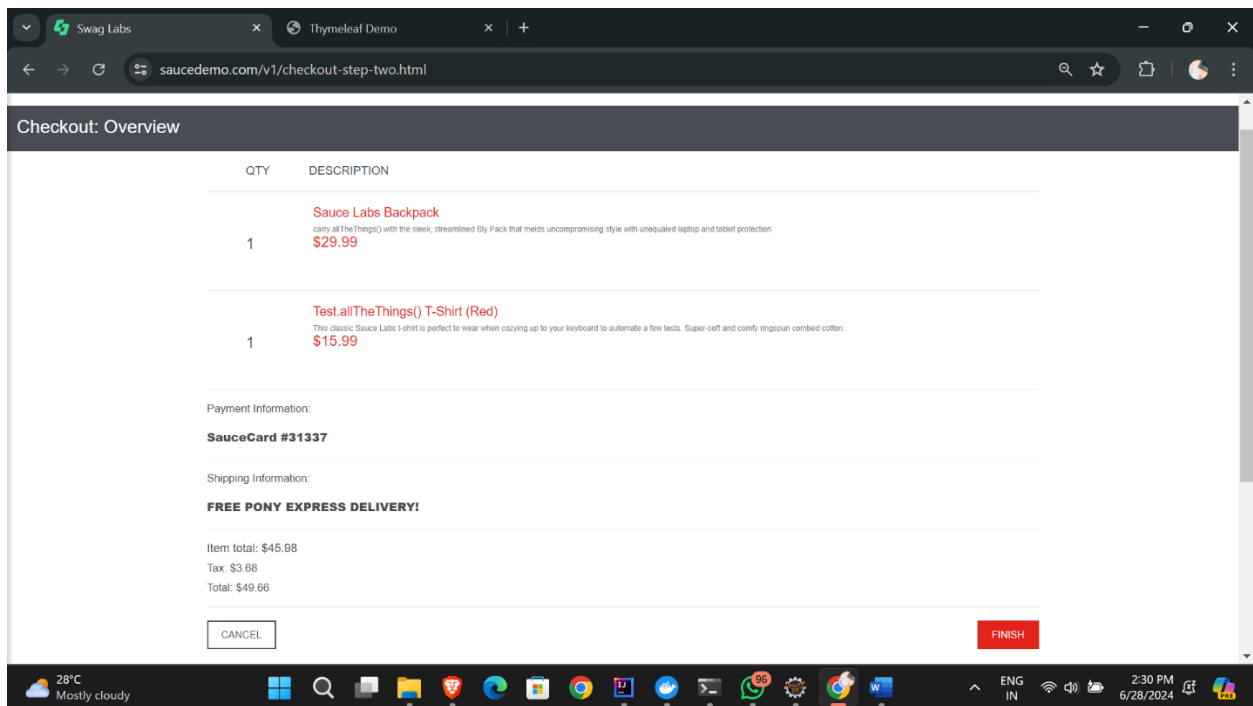 Swag Labs
Thymeleaf Demo
saucedemo.com/v1/checkout-step-two.html
Checkout: Overview
QTY DESCRIPTION
Sauce Labs Backpack
carry allTheThings() with the sleek, streamlined Sly Pack that melds uncompromising style with unequaled laptop and tablet protection.
1
$29.99
Test.allTheThings() T-Shirt (Red)
This classic Sauce Labs t-shirt is perfect to wear when cozying up to your keyboard to automate a few tests. Super-soft and comfy ringspun combed cotton.
1
$15.99
Payment Information:
SauceCard #31337
Shipping Information:
FREE PONY EXPRESS DELIVERY!
Item total: $45.98
Tax: $3.68
Total: $49.66
CANCEL
FINISH
28°C
Mostly cloudy
96
ENG
IN
2:30 PM
6/28/2024
PRE